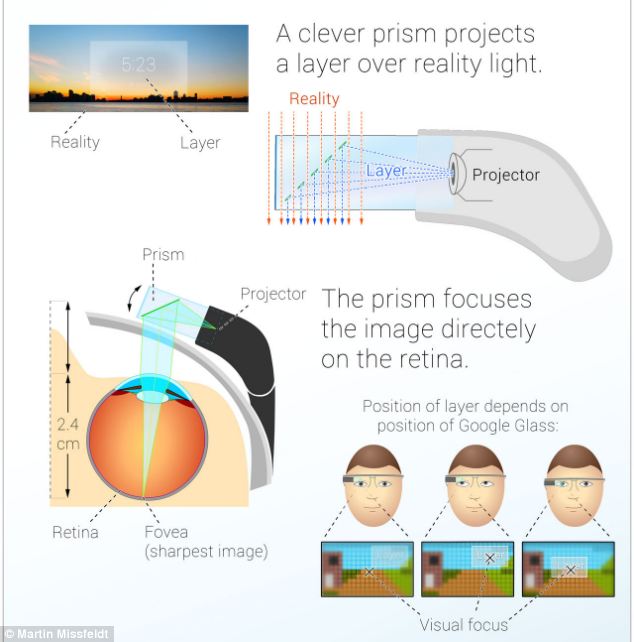 A clever prism projects
a layer over reality light.
5:23
Reality
Layer
Reality
Layer
Projector
Prism
Projector
The prism focuses
the image directely
on the retina.
2.4
cm
Position of layer depends on
position of Google Glass:
Retina
Fovea
(sharpest image)
Visual focus
© Martin Missfeldt